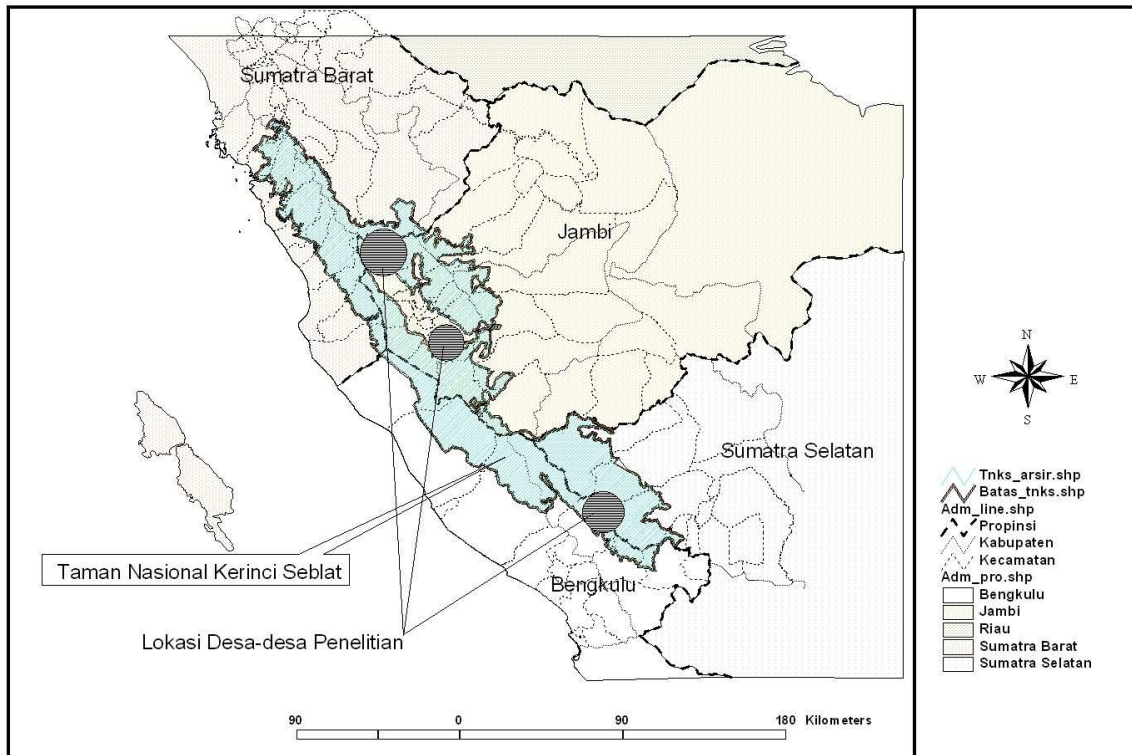 Sumatra Barat
Jambi
Sumatra Selatan
Taman Nasional Kerinci Seblat
Bengkulu
Lokasi Desa-desa Penelitian
90 0 90 180 Kilometers
N
W E
S
Tnks_arsir.shp
Batas_tnks.shp
Adm_line.shp
Propinsi
Kabupaten
Kecamatan
Adm_pro.shp
Bengkulu
Jambi
Riau
Sumatra Barat
Sumatra Selatan